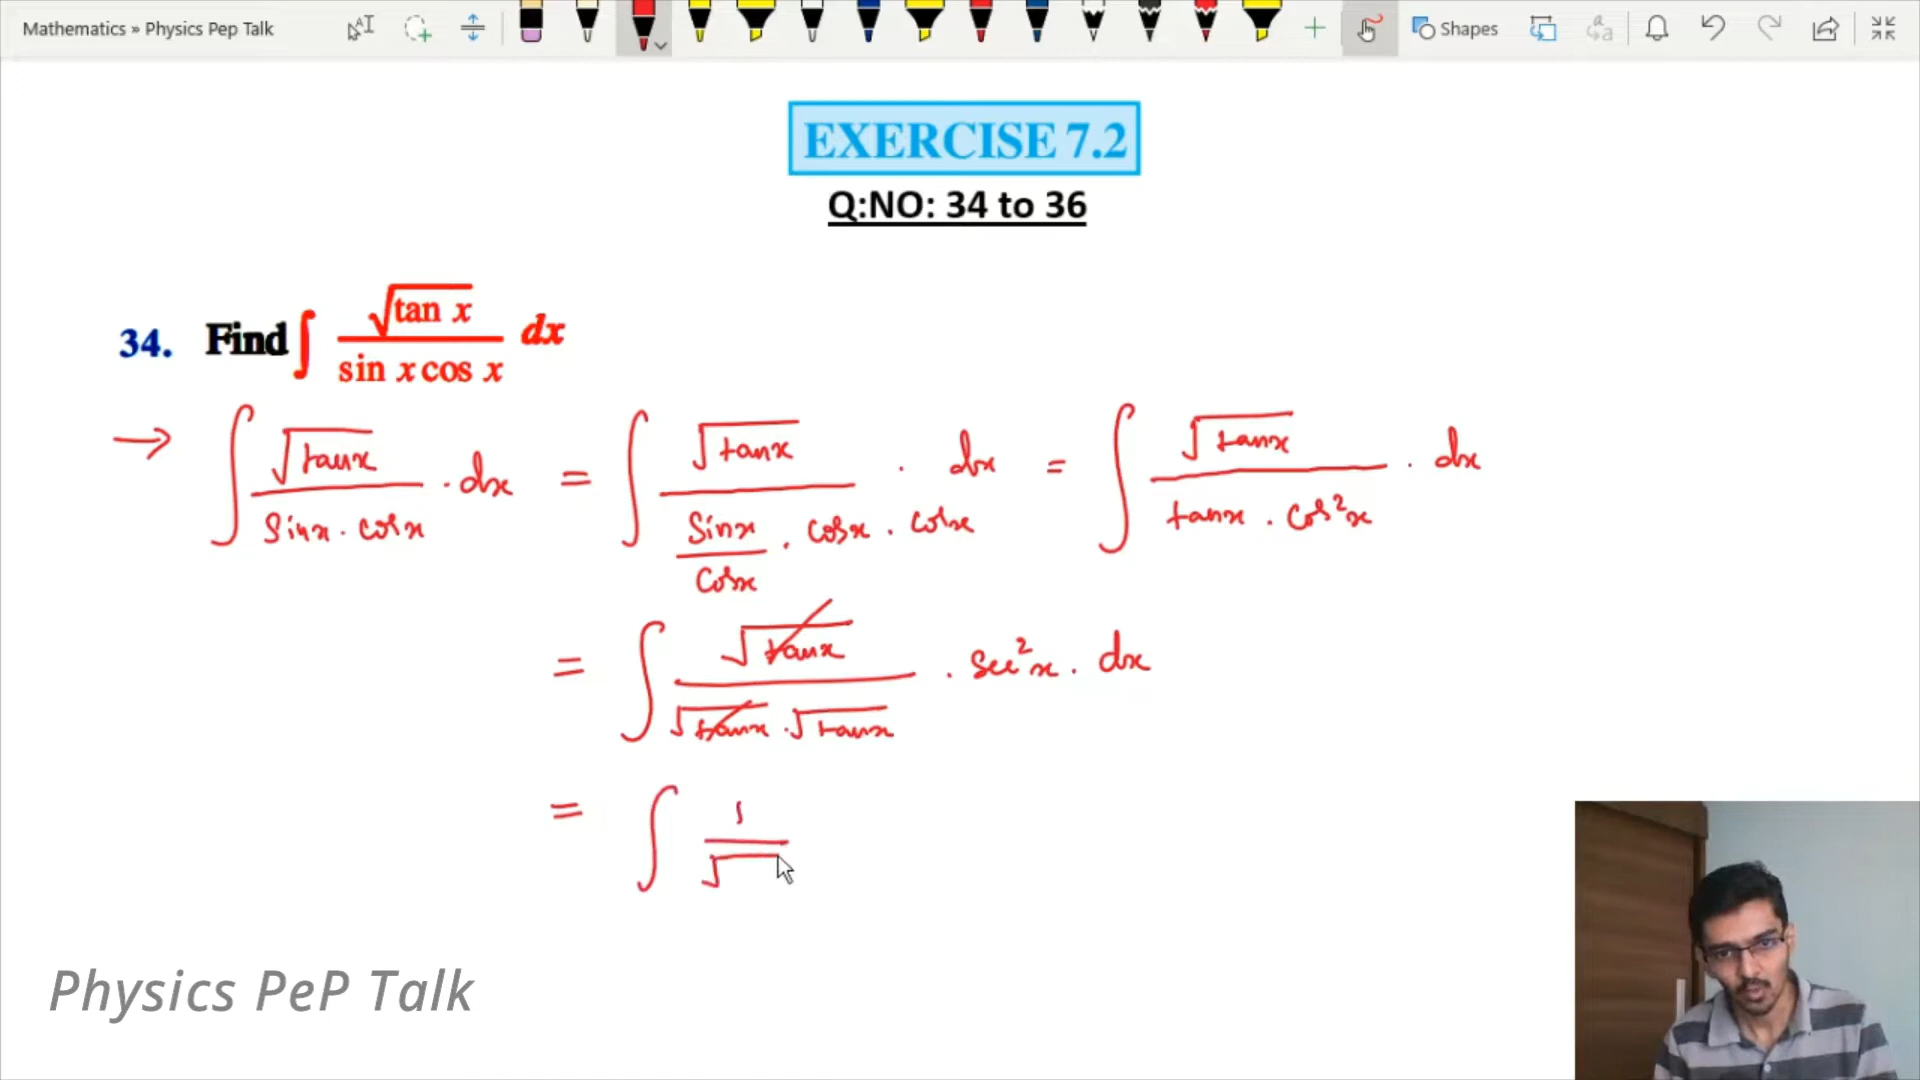 Mathematics » Physics Pep Talk
Shapes
EXERCISE 7.2
Q:NO: 34 to 36
34. Find ∫ √(tan x) / (sin x cos x) dx
→ ∫ √(tanx) / (Sinx · cosx) · dx = ∫ √(tanx) / ((Sinx/Cosx) · cosx · cosx) · dx = ∫ √(tanx) / (tanx · cos²x) · dx
= ∫ √(tanx) / (√(tanx) · √(tanx)) · Sec²x · dx
= ∫ 1 / √
Physics PeP Talk